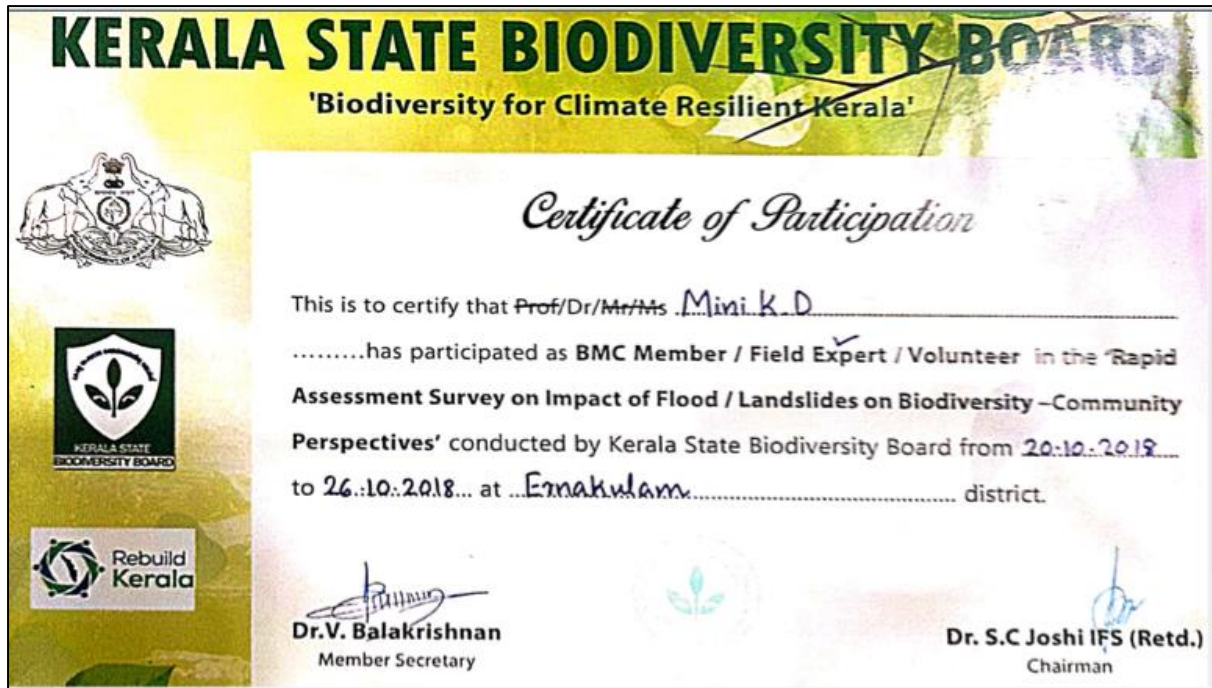 KERALA STATE BIODIVERSITY BOARD
'Biodiversity for Climate Resilient Kerala'
Certificate of Participation
This is to certify that Prof/Dr/Mr/Ms Mini K.D
.........has participated as BMC Member / Field Expert / Volunteer in the 'Rapid
Assessment Survey on Impact of Flood / Landslides on Biodiversity –Community
Perspectives' conducted by Kerala State Biodiversity Board from 20.10.2018
to 26.10.2018 at Ernakulam district.
KERALA STATE
BIODIVERSITY BOARD
Rebuild
Kerala
Dr.V. Balakrishnan
Member Secretary
Dr. S.C Joshi IFS (Retd.)
Chairman